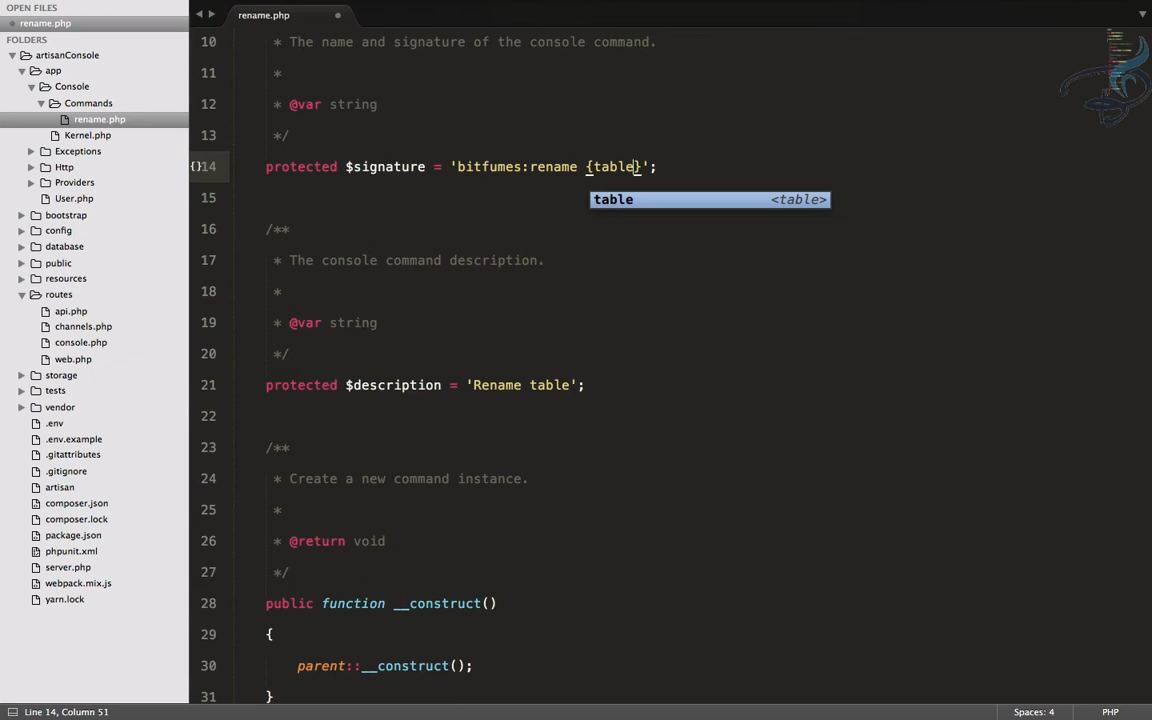 OPEN FILES
rename.php
FOLDERS
artisanConsole
app
Console
Commands
rename.php
Kernel.php
Exceptions
Http
Providers
User.php
bootstrap
config
database
public
resources
routes
api.php
channels.php
console.php
web.php
storage
tests
vendor
.env
.env.example
.gitattributes
.gitignore
artisan
composer.json
composer.lock
package.json
phpunit.xml
server.php
webpack.mix.js
yarn.lock
rename.php
10 * The name and signature of the console command.
11 *
12 * @var string
13 */
{}14 protected $signature = 'bitfumes:rename {table}';
table <table>
15
16 /**
17 * The console command description.
18 *
19 * @var string
20 */
21 protected $description = 'Rename table';
22
23 /**
24 * Create a new command instance.
25 *
26 * @return void
27 */
28 public function __construct()
29 {
30 parent::__construct();
31 }
Line 14, Column 51
Spaces: 4
PHP